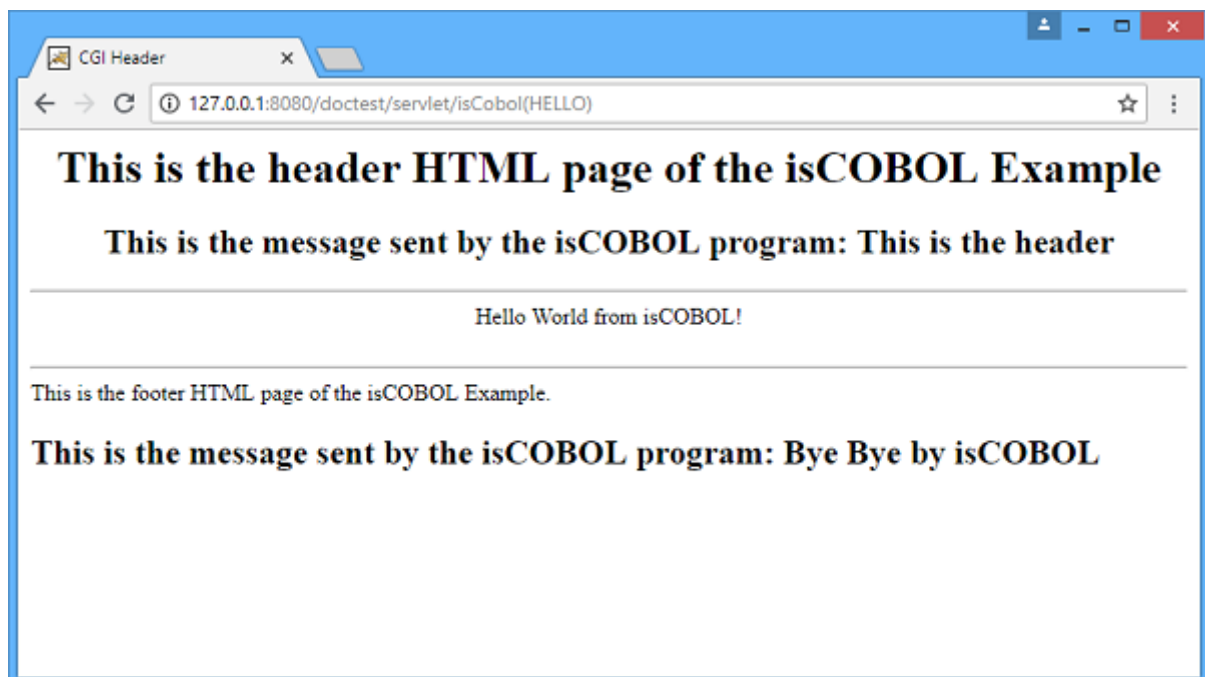 CGI Header
127.0.0.1:8080/doctest/servlet/isCobol(HELLO)
This is the header HTML page of the isCOBOL Example
This is the message sent by the isCOBOL program: This is the header
Hello World from isCOBOL!
This is the footer HTML page of the isCOBOL Example.
This is the message sent by the isCOBOL program: Bye Bye by isCOBOL